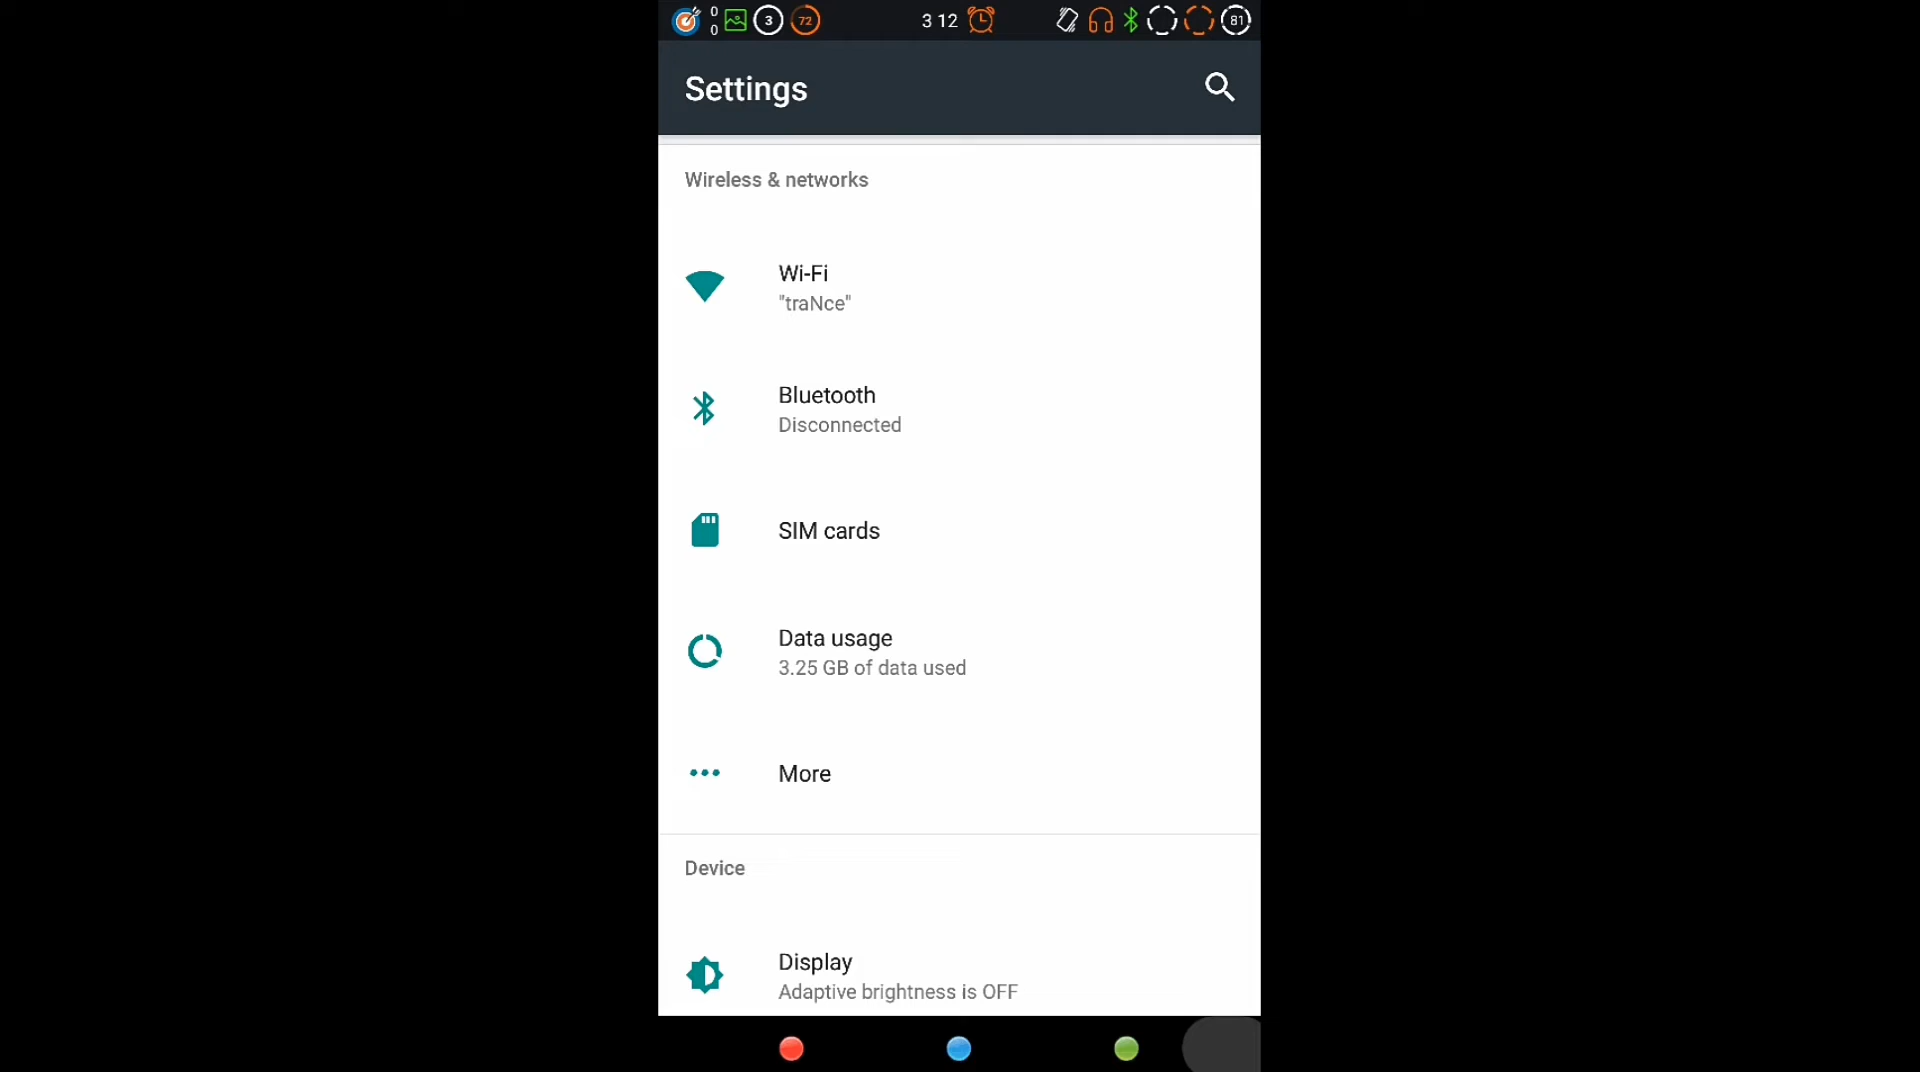 0
0
3
72
3 12
81
Settings
Wireless & networks
Wi-Fi
"traNce"
Bluetooth
Disconnected
SIM cards
Data usage
3.25 GB of data used
More
Device
Display
Adaptive brightness is OFF